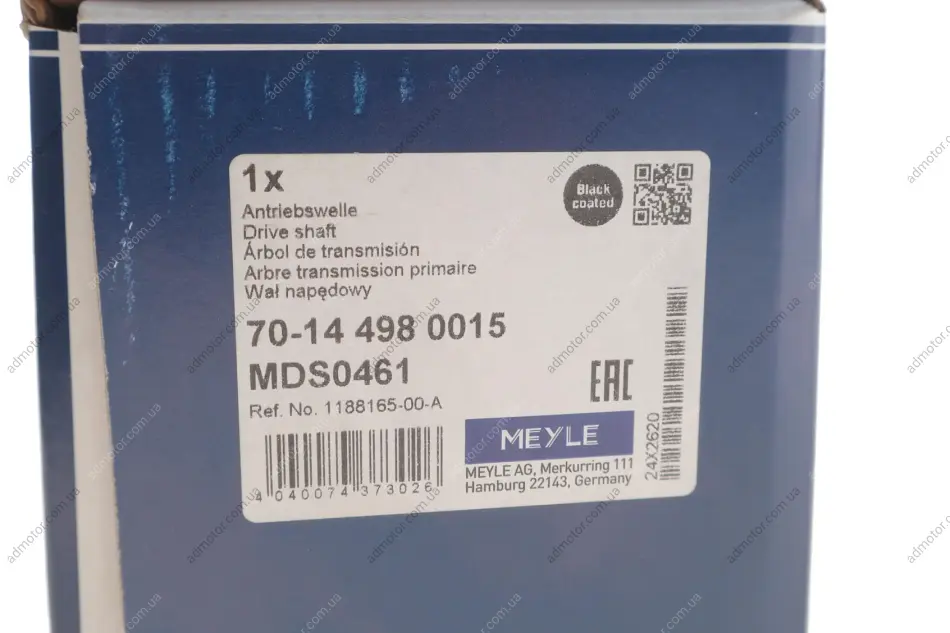 1x
Antriebswelle
Drive shaft
Árbol de transmisión
Arbre transmission primaire
Wał napędowy
70-14 498 0015
MDS0461
Ref. No. 1188165-00-A
4 040074 373026
Black
coated
EAC
MEYLE
MEYLE AG, Merkurring 111
Hamburg 22143, Germany
24X2620
admotor.com.ua